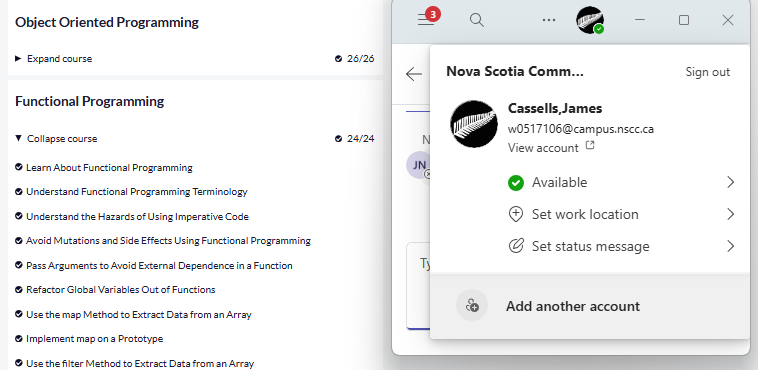 Object Oriented Programming
Expand course
26/26
Functional Programming
Collapse course
24/24
Learn About Functional Programming
Understand Functional Programming Terminology
Understand the Hazards of Using Imperative Code
Avoid Mutations and Side Effects Using Functional Programming
Pass Arguments to Avoid External Dependence in a Function
Refactor Global Variables Out of Functions
Use the map Method to Extract Data from an Array
Implement map on a Prototype
Use the filter Method to Extract Data from an Array
3
N
JN
Ty
Nova Scotia Comm...
Sign out
Cassells,James
w0517106@campus.nscc.ca
View account
Available
Set work location
Set status message
Add another account